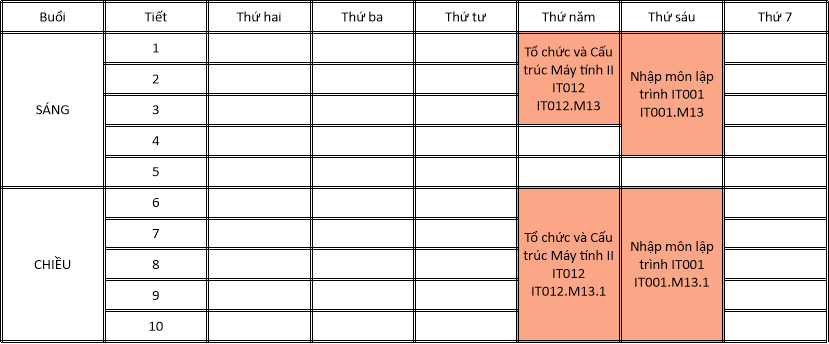 Buổi Tiết Thứ hai Thứ ba Thứ tư Thứ năm Thứ sáu Thứ 7
SÁNG
1
2
3
4
5
Tổ chức và Cấu
trúc Máy tính II
IT012
IT012.M13
Nhập môn lập
trình IT001
IT001.M13
CHIỀU
6
7
8
9
10
Tổ chức và Cấu
trúc Máy tính II
IT012
IT012.M13.1
Nhập môn lập
trình IT001
IT001.M13.1